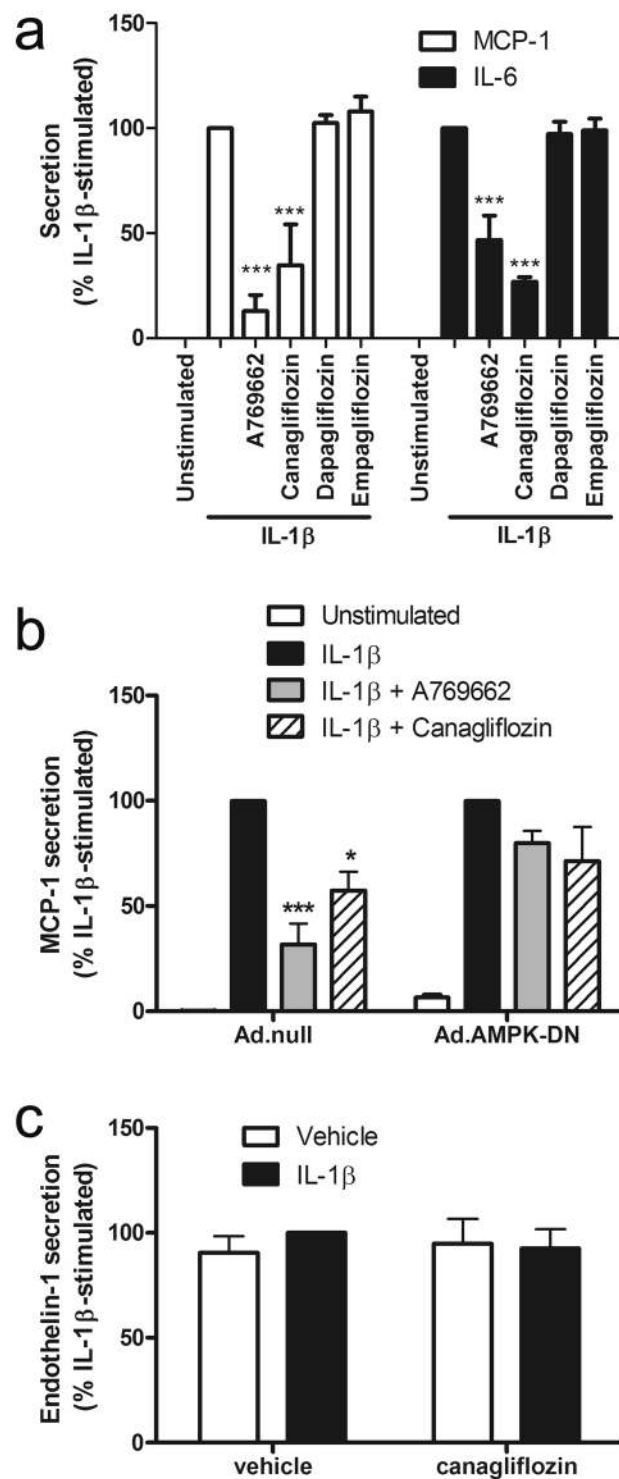 a
Secretion
(% IL-1β-stimulated)
150
100
50
0
MCP-1
IL-6
***
***
***
***
Unstimulated
A769662
Canagliflozin
Dapagliflozin
Empagliflozin
Unstimulated
A769662
Canagliflozin
Dapagliflozin
Empagliflozin
IL-1β
IL-1β
b
Unstimulated
IL-1β
IL-1β + A769662
IL-1β + Canagliflozin
MCP-1 secretion
(% IL-1β-stimulated)
150
100
50
0
***
*
Ad.null
Ad.AMPK-DN
c
Vehicle
IL-1β
Endothelin-1 secretion
(% IL-1β-stimulated)
150
100
50
0
vehicle
canagliflozin